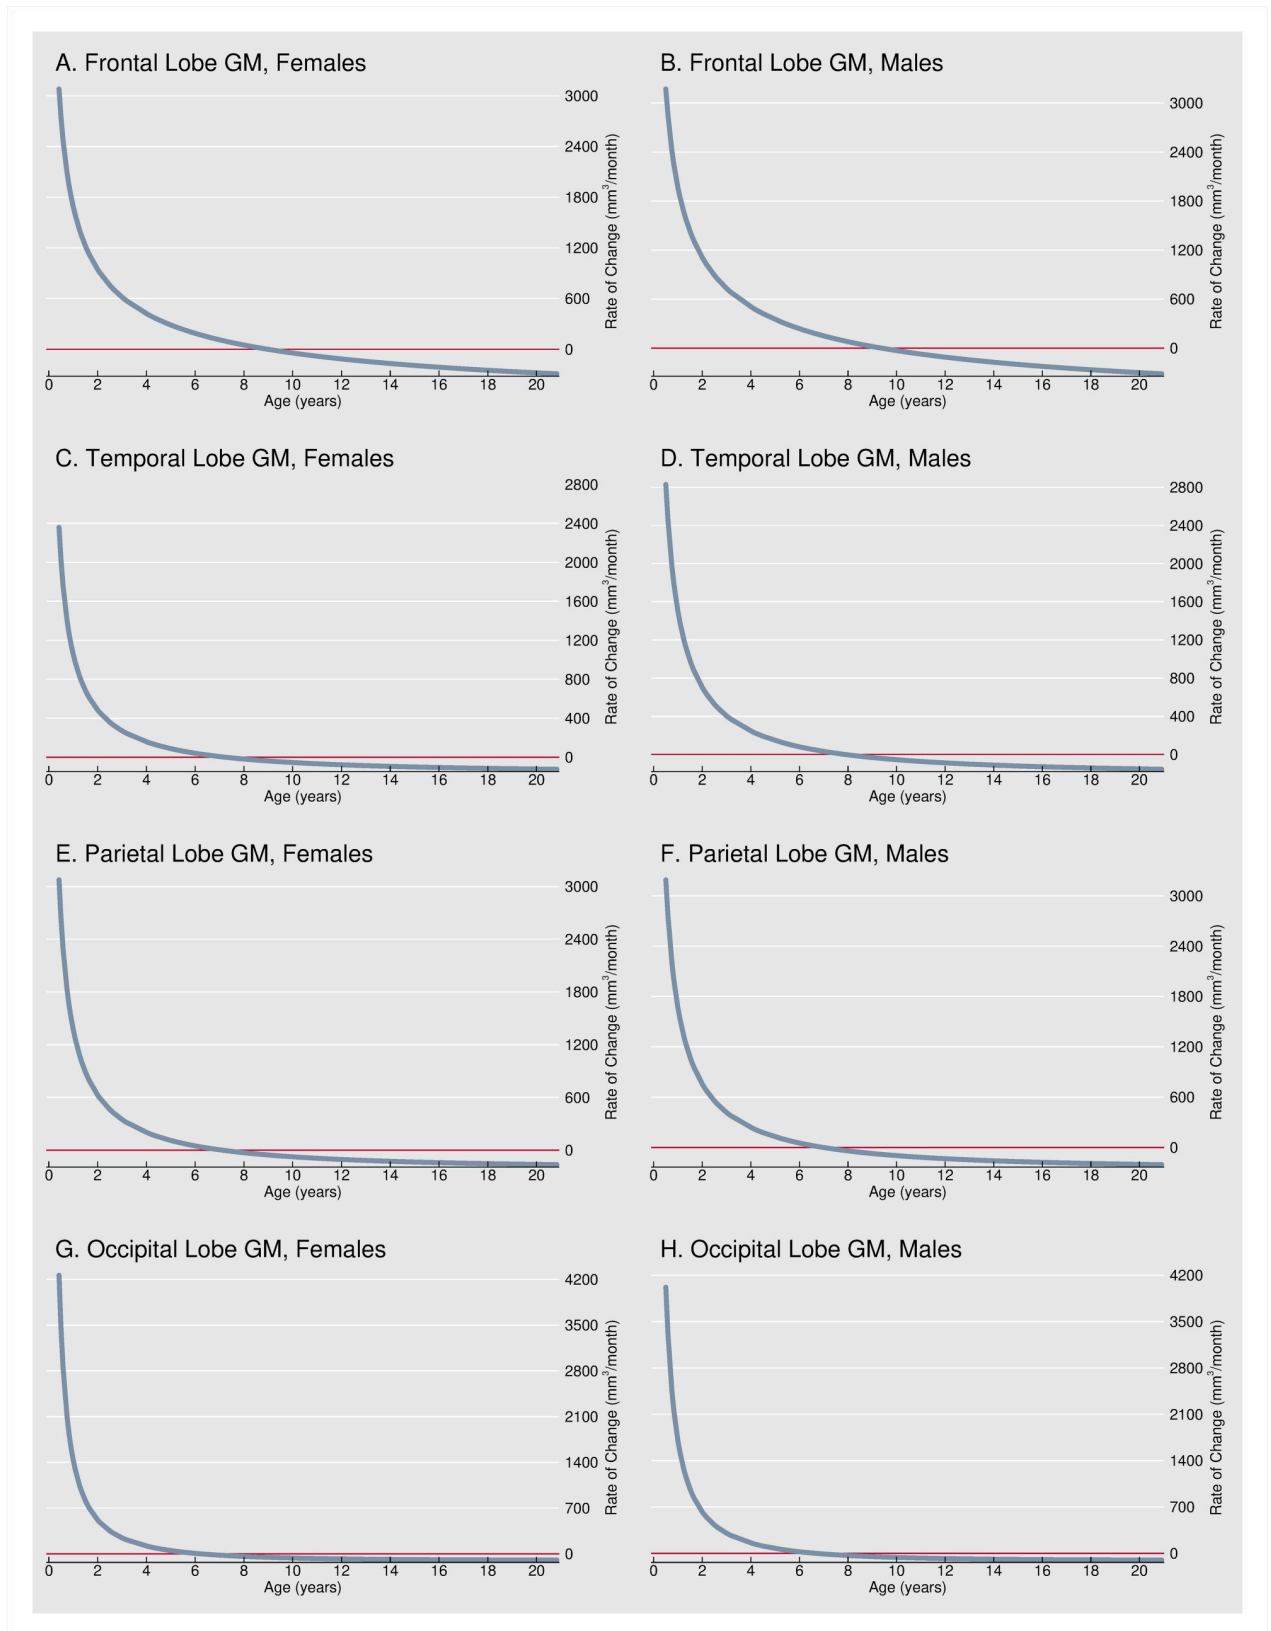 A. Frontal Lobe GM, Females
3000
2400
1800
1200
600
0
Rate of Change (mm³/month)
0 2 4 6 8 10 12 14 16 18 20
Age (years)
B. Frontal Lobe GM, Males
3000
2400
1800
1200
600
0
Rate of Change (mm³/month)
0 2 4 6 8 10 12 14 16 18 20
Age (years)
C. Temporal Lobe GM, Females
2800
2400
2000
1600
1200
800
400
0
Rate of Change (mm³/month)
0 2 4 6 8 10 12 14 16 18 20
Age (years)
D. Temporal Lobe GM, Males
2800
2400
2000
1600
1200
800
400
0
Rate of Change (mm³/month)
0 2 4 6 8 10 12 14 16 18 20
Age (years)
E. Parietal Lobe GM, Females
3000
2400
1800
1200
600
0
Rate of Change (mm³/month)
0 2 4 6 8 10 12 14 16 18 20
Age (years)
F. Parietal Lobe GM, Males
3000
2400
1800
1200
600
0
Rate of Change (mm³/month)
0 2 4 6 8 10 12 14 16 18 20
Age (years)
G. Occipital Lobe GM, Females
4200
3500
2800
2100
1400
700
0
Rate of Change (mm³/month)
0 2 4 6 8 10 12 14 16 18 20
Age (years)
H. Occipital Lobe GM, Males
4200
3500
2800
2100
1400
700
0
Rate of Change (mm³/month)
0 2 4 6 8 10 12 14 16 18 20
Age (years)